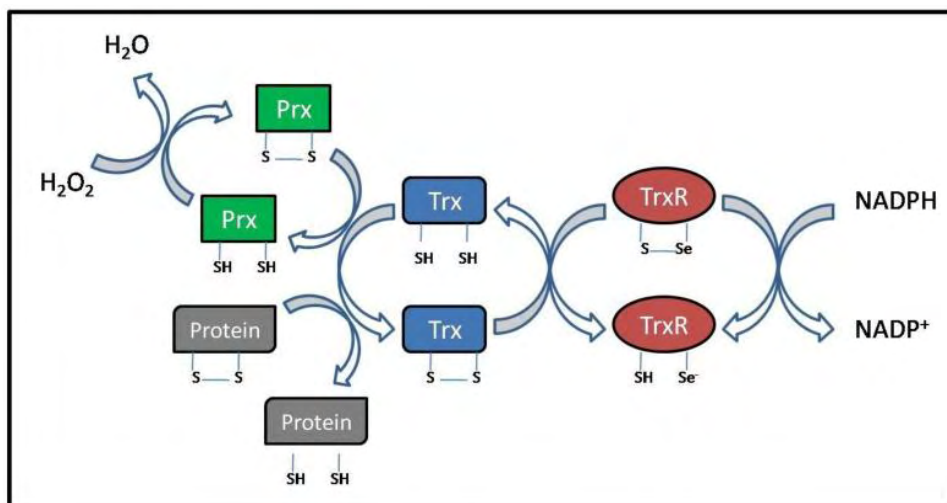 H₂O
H₂O₂
Prx
S S
Prx
SH SH
Protein
S S
Protein
SH SH
Trx
SH SH
Trx
S S
TrxR
S Se
TrxR
SH Se⁻
NADPH
NADP⁺